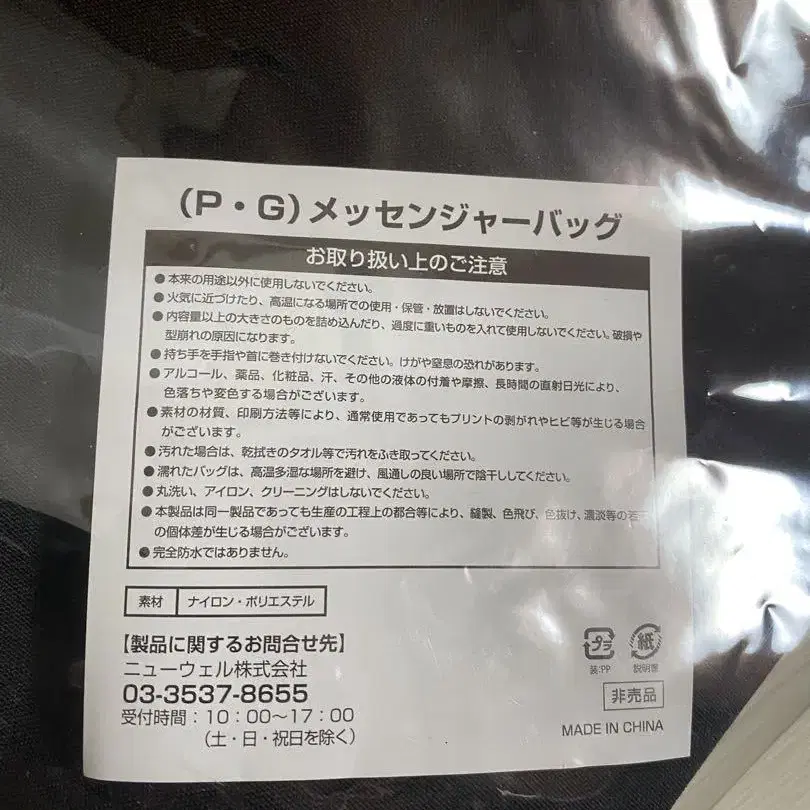 (P・G)メッセンジャーバッグ
お取り扱い上のご注意
●本来の用途以外に使用しないでください。
●火気に近づけたり、高温になる場所での使用・保管・放置はしないでください。
●内容量以上の大きさのものを詰め込んだり、過度に重いものを入れて使用しないでください。破損や
型崩れの原因になります。
●持ち手を手指や首に巻き付けないでください。けがや窒息の恐れがあります。
●アルコール、薬品、化粧品、汗、その他の液体の付着や摩擦、長時間の直射日光により、
色落ちや変色する場合がございます。
●素材の材質、印刷方法等により、通常使用であってもプリントの剥がれやヒビ等が生じる場合
がございます。
●汚れた場合は、乾拭きのタオル等で汚れをふき取ってください。
●濡れたバッグは、高温多湿な場所を避け、風通しの良い場所で陰干ししてください。
●丸洗い、アイロン、クリーニングはしないでください。
●本製品は同一製品であっても生産の工程上の都合等により、縫製、色飛び、色抜け、濃淡等の若干
の個体差が生じる場合がございます。
●完全防水ではありません。
素材 ナイロン・ポリエステル
【製品に関するお問合せ先】
ニューウェル株式会社
03-3537-8655
受付時間:10:00〜17:00
(土・日・祝日を除く)
プラ 紙
装:PP 説明書
非売品
MADE IN CHINA